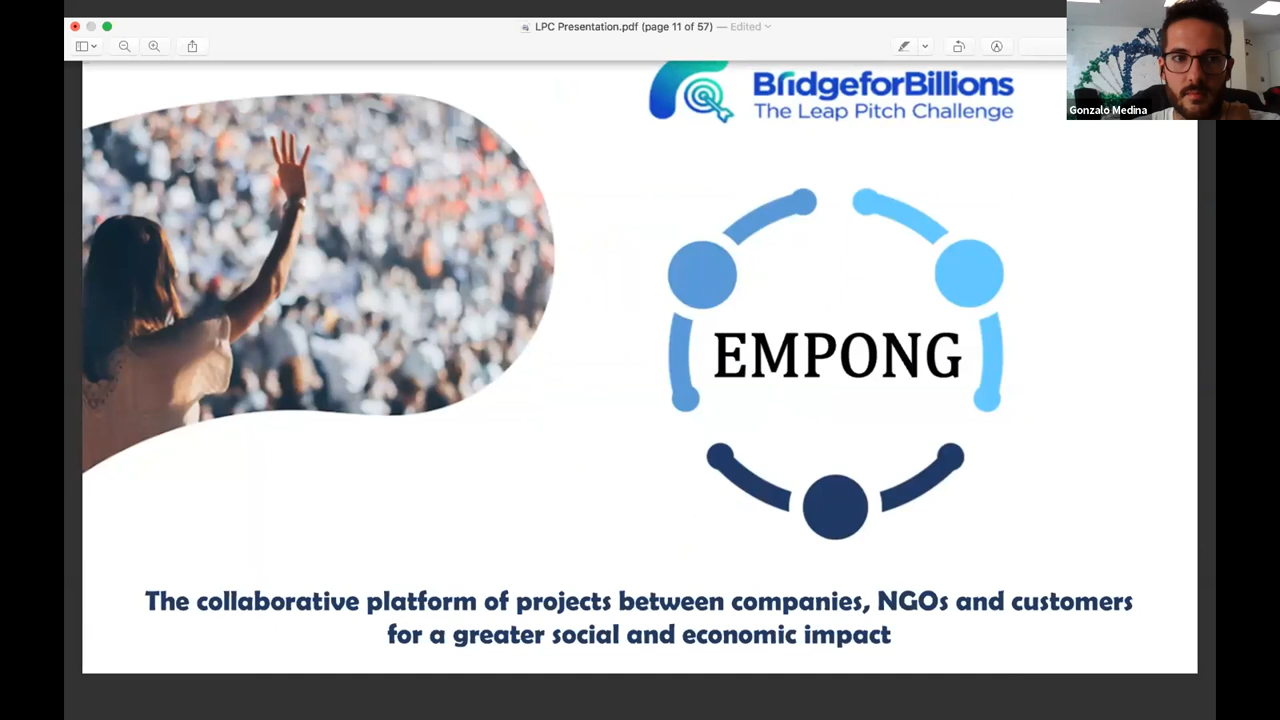 LPC Presentation.pdf (page 11 of 57) — Edited
Gonzalo Medina
BridgeforBillions
The Leap Pitch Challenge
EMPONG
The collaborative platform of projects between companies, NGOs and customers
for a greater social and economic impact